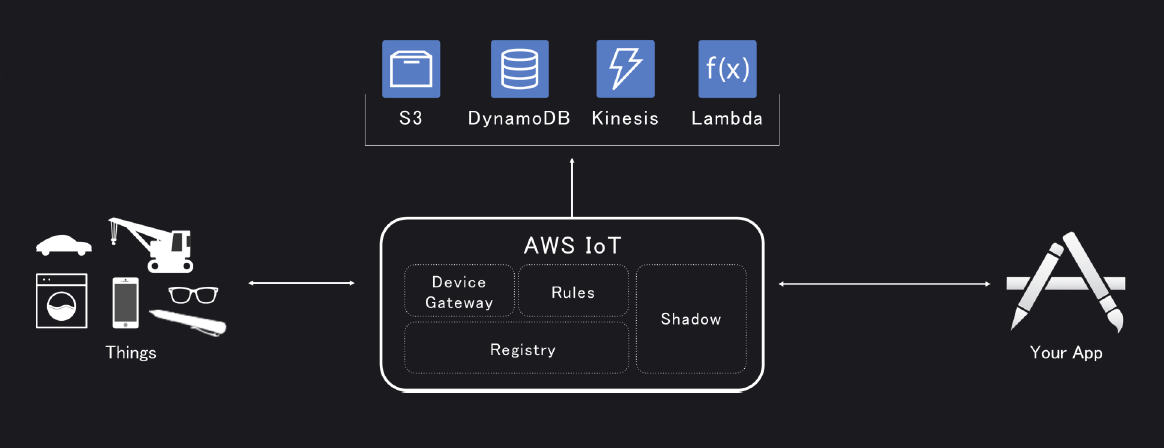 f(x)
S3
DynamoDB
Kinesis
Lambda
AWS IoT
Device
Gateway
Rules
Shadow
Registry
Things
Your App